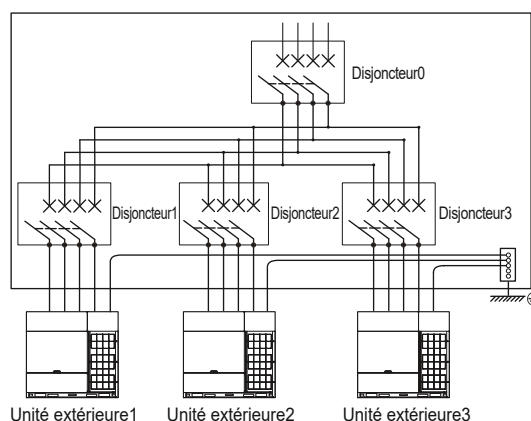 Disjoncteur0
Disjoncteur1
Disjoncteur2
Disjoncteur3
Unité extérieure1
Unité extérieure2
Unité extérieure3